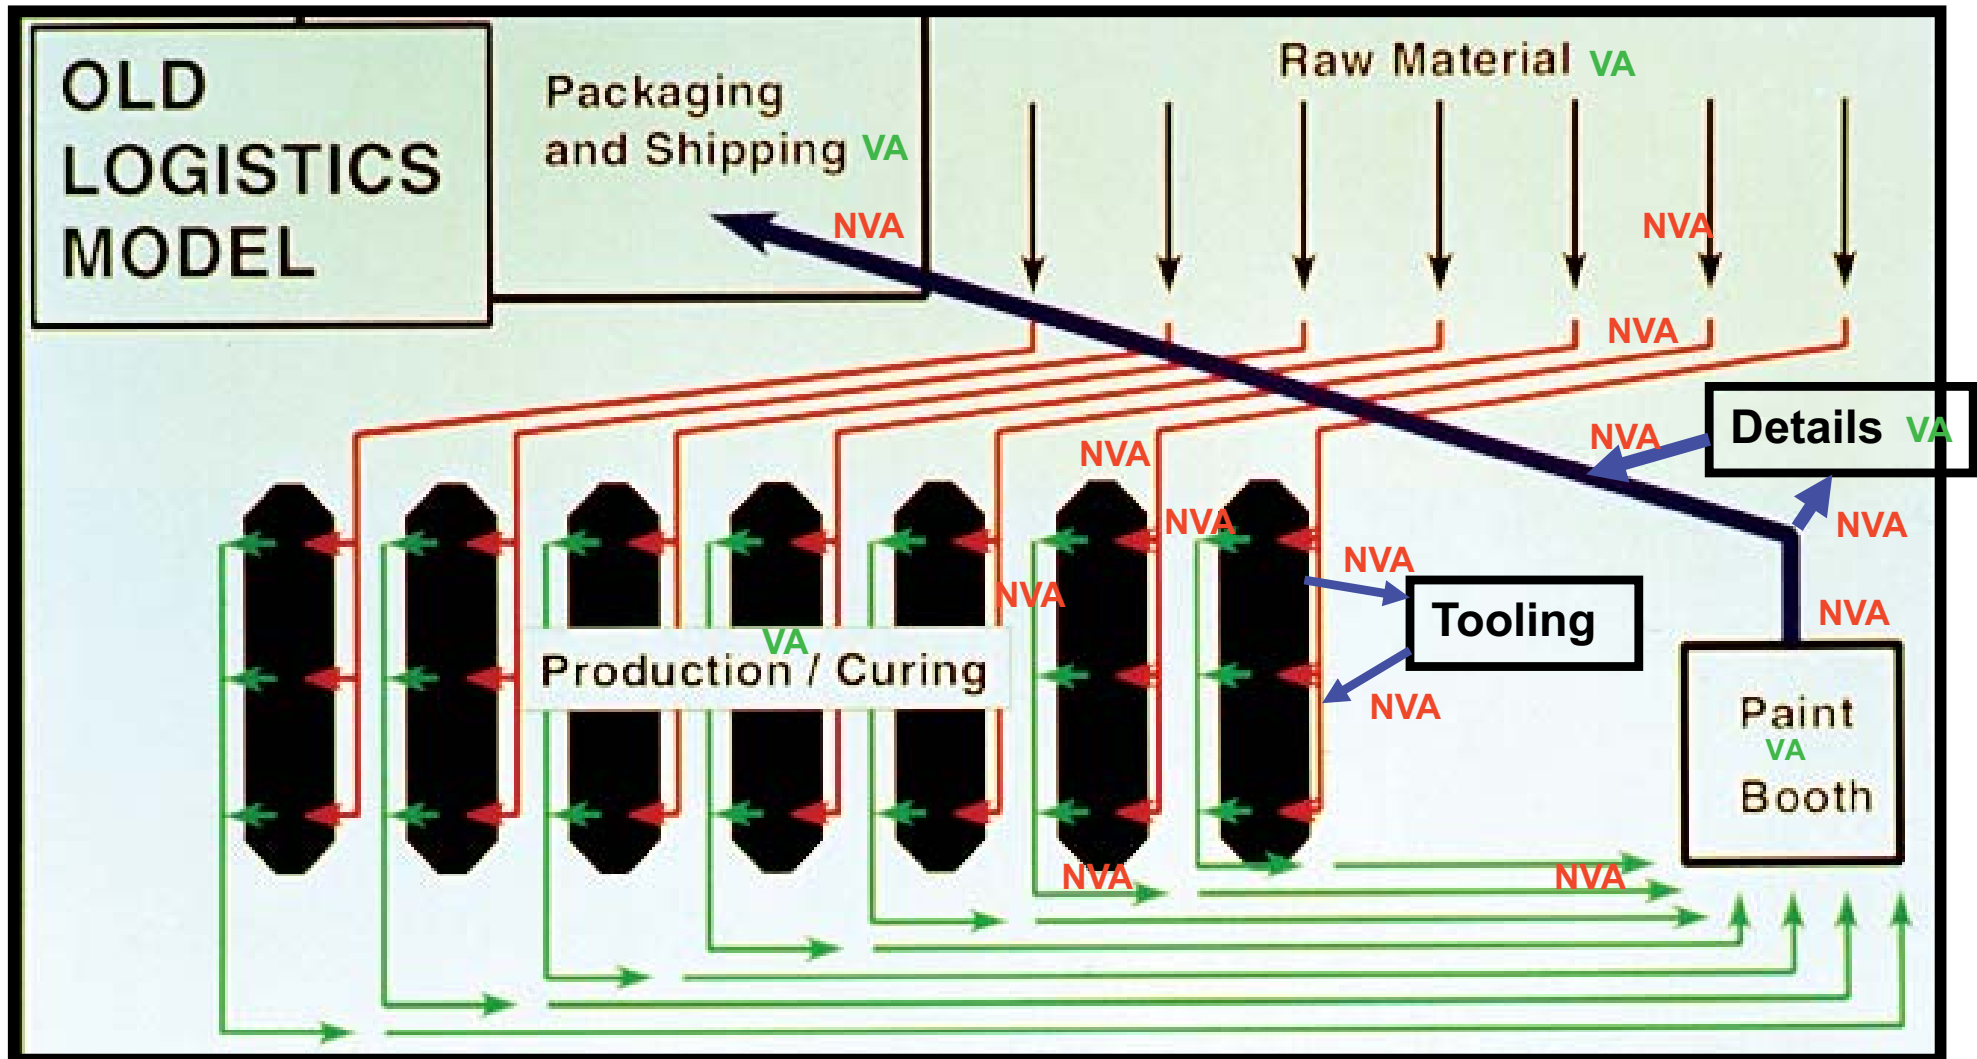 OLD
LOGISTICS
MODEL
Packaging
and Shipping VA
Raw Material VA
NVA
NVA
NVA
Details VA
NVA
NVA
NVA
NVA
NVA
Tooling
NVA
NVA
NVA
VA
Production / Curing
Paint
VA
Booth
NVA
NVA